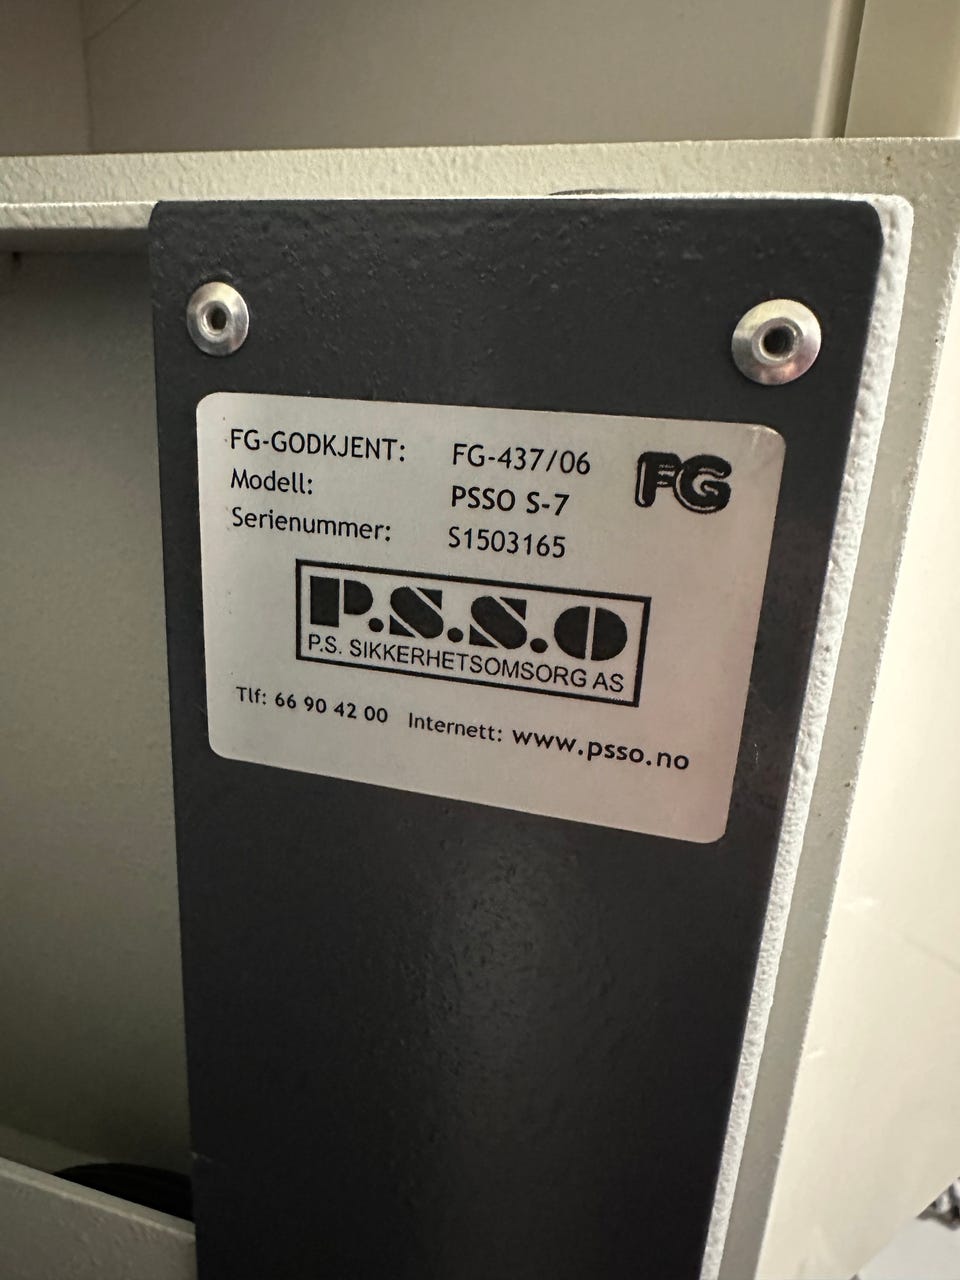 FG-GODKJENT: FG-437/06 FG
Modell: PSSO S-7
Serienummer: S1503165
P.S.S.O
P.S. SIKKERHETSOMSORG AS
Tlf: 66 90 42 00 Internett: www.psso.no